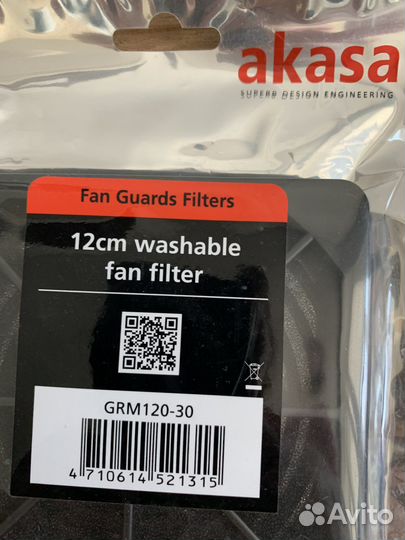 akasa
SUPERB DESIGN ENGINEERING
Fan Guards Filters
12cm washable
fan filter
GRM120-30
4 710614 521315
Avito